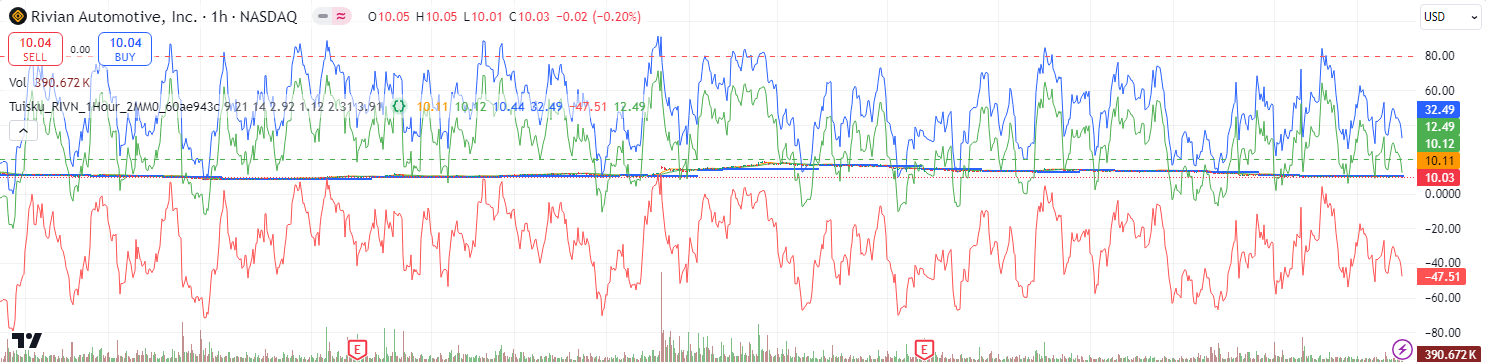 Rivian Automotive, Inc. · 1h · NASDAQ O10.05 H10.05 L10.01 C10.03 −0.02 (−0.20%)
USD
10.04 SELL
0.00
10.04 BUY
Vol 390.672 K
Tuisku_RIVN_1Hour_2MM0_60ae943c 9 21 14 2.92 1.12 2.31 3.91 10.11 10.12 10.44 32.49 −47.51 12.49
80.00
60.00
32.49
12.49
10.12
10.11
10.03
0.0000
−20.00
−40.00
−47.51
−60.00
−80.00
E
E
390.672 K